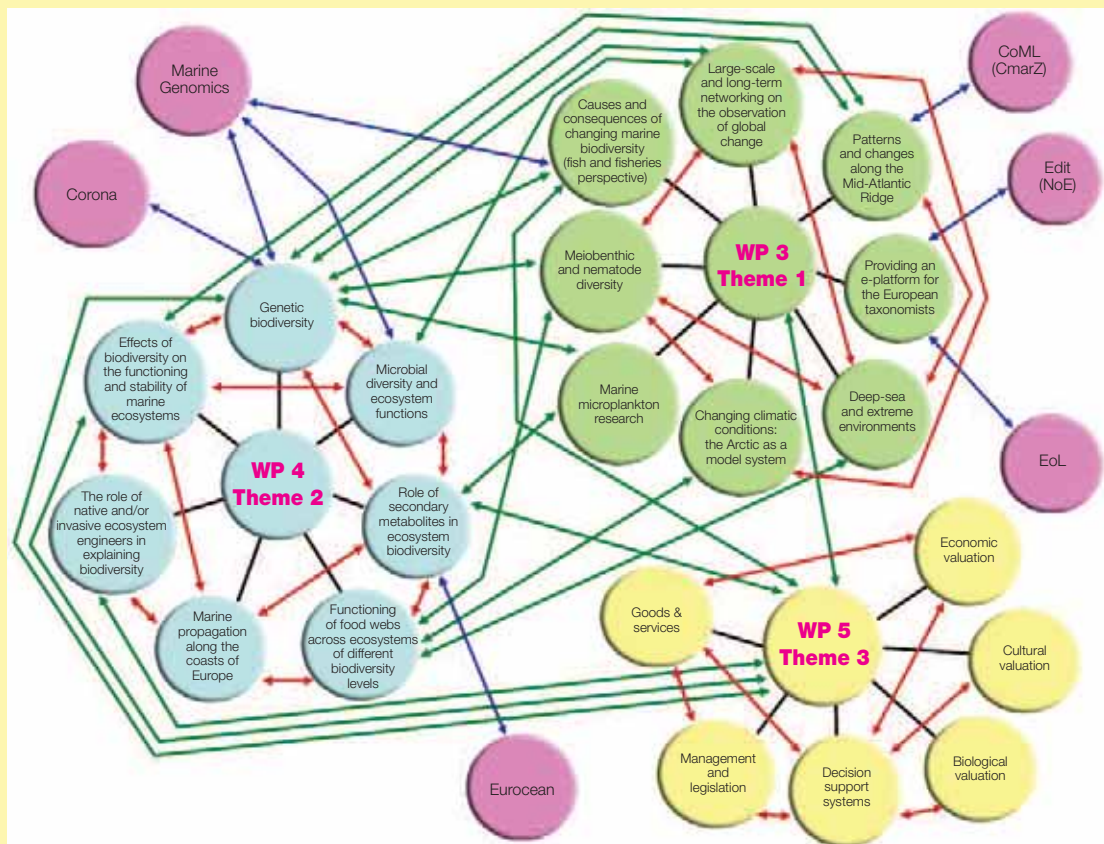 Marine
Genomics
Corona
Causes and
consequences of
changing marine
biodiversity
(fish and fisheries
perspective)
Large-scale
and long-term
networking on
the observation
of global
change
Patterns
and changes
along the
Mid-Atlantic
Ridge
CoML
(CmarZ)
Edit
(NoE)
Meiobenthic
and nematode
diversity
WP 3
Theme 1
Providing an
e-platform for
the European
taxonomists
Marine
microplankton
research
Changing climatic
conditions:
the Arctic as a
model system
Deep-sea
and extreme
environments
EoL
Genetic
biodiversity
Effects of
biodiversity on
the functioning
and stability of
marine
ecosystems
Microbial
diversity and
ecosystem
functions
WP 4
Theme 2
The role of
native and/or
invasive ecosystem
engineers in
explaining
biodiversity
Role of
secondary
metabolites in
ecosystem
biodiversity
Marine
propagation
along the
coasts of
Europe
Functioning
of food webs
across ecosystems
of different
biodiversity
levels
Eurocean
Economic
valuation
Goods &
services
WP 5
Theme 3
Cultural
valuation
Management
and
legislation
Decision
support
systems
Biological
valuation